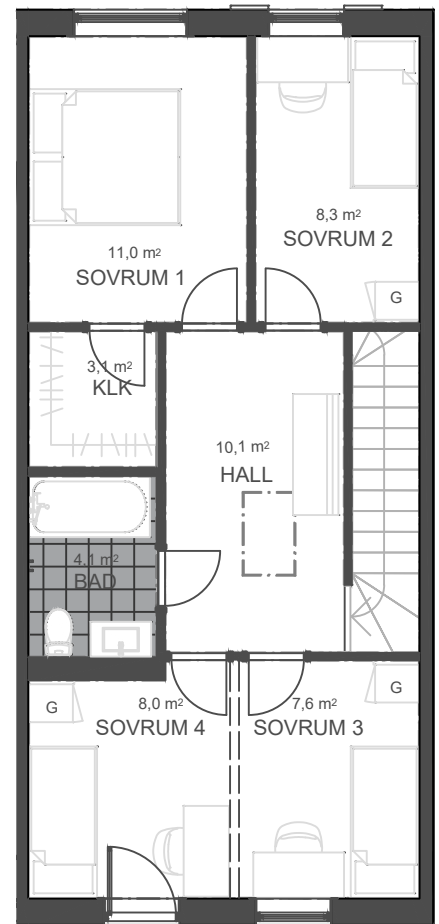 8,3 m²
SOVRUM 2
11,0 m²
SOVRUM 1
G
3,1 m²
KLK
10,1 m²
HALL
4,1 m²
BAD
G
G
8,0 m²
SOVRUM 4
7,6 m²
SOVRUM 3